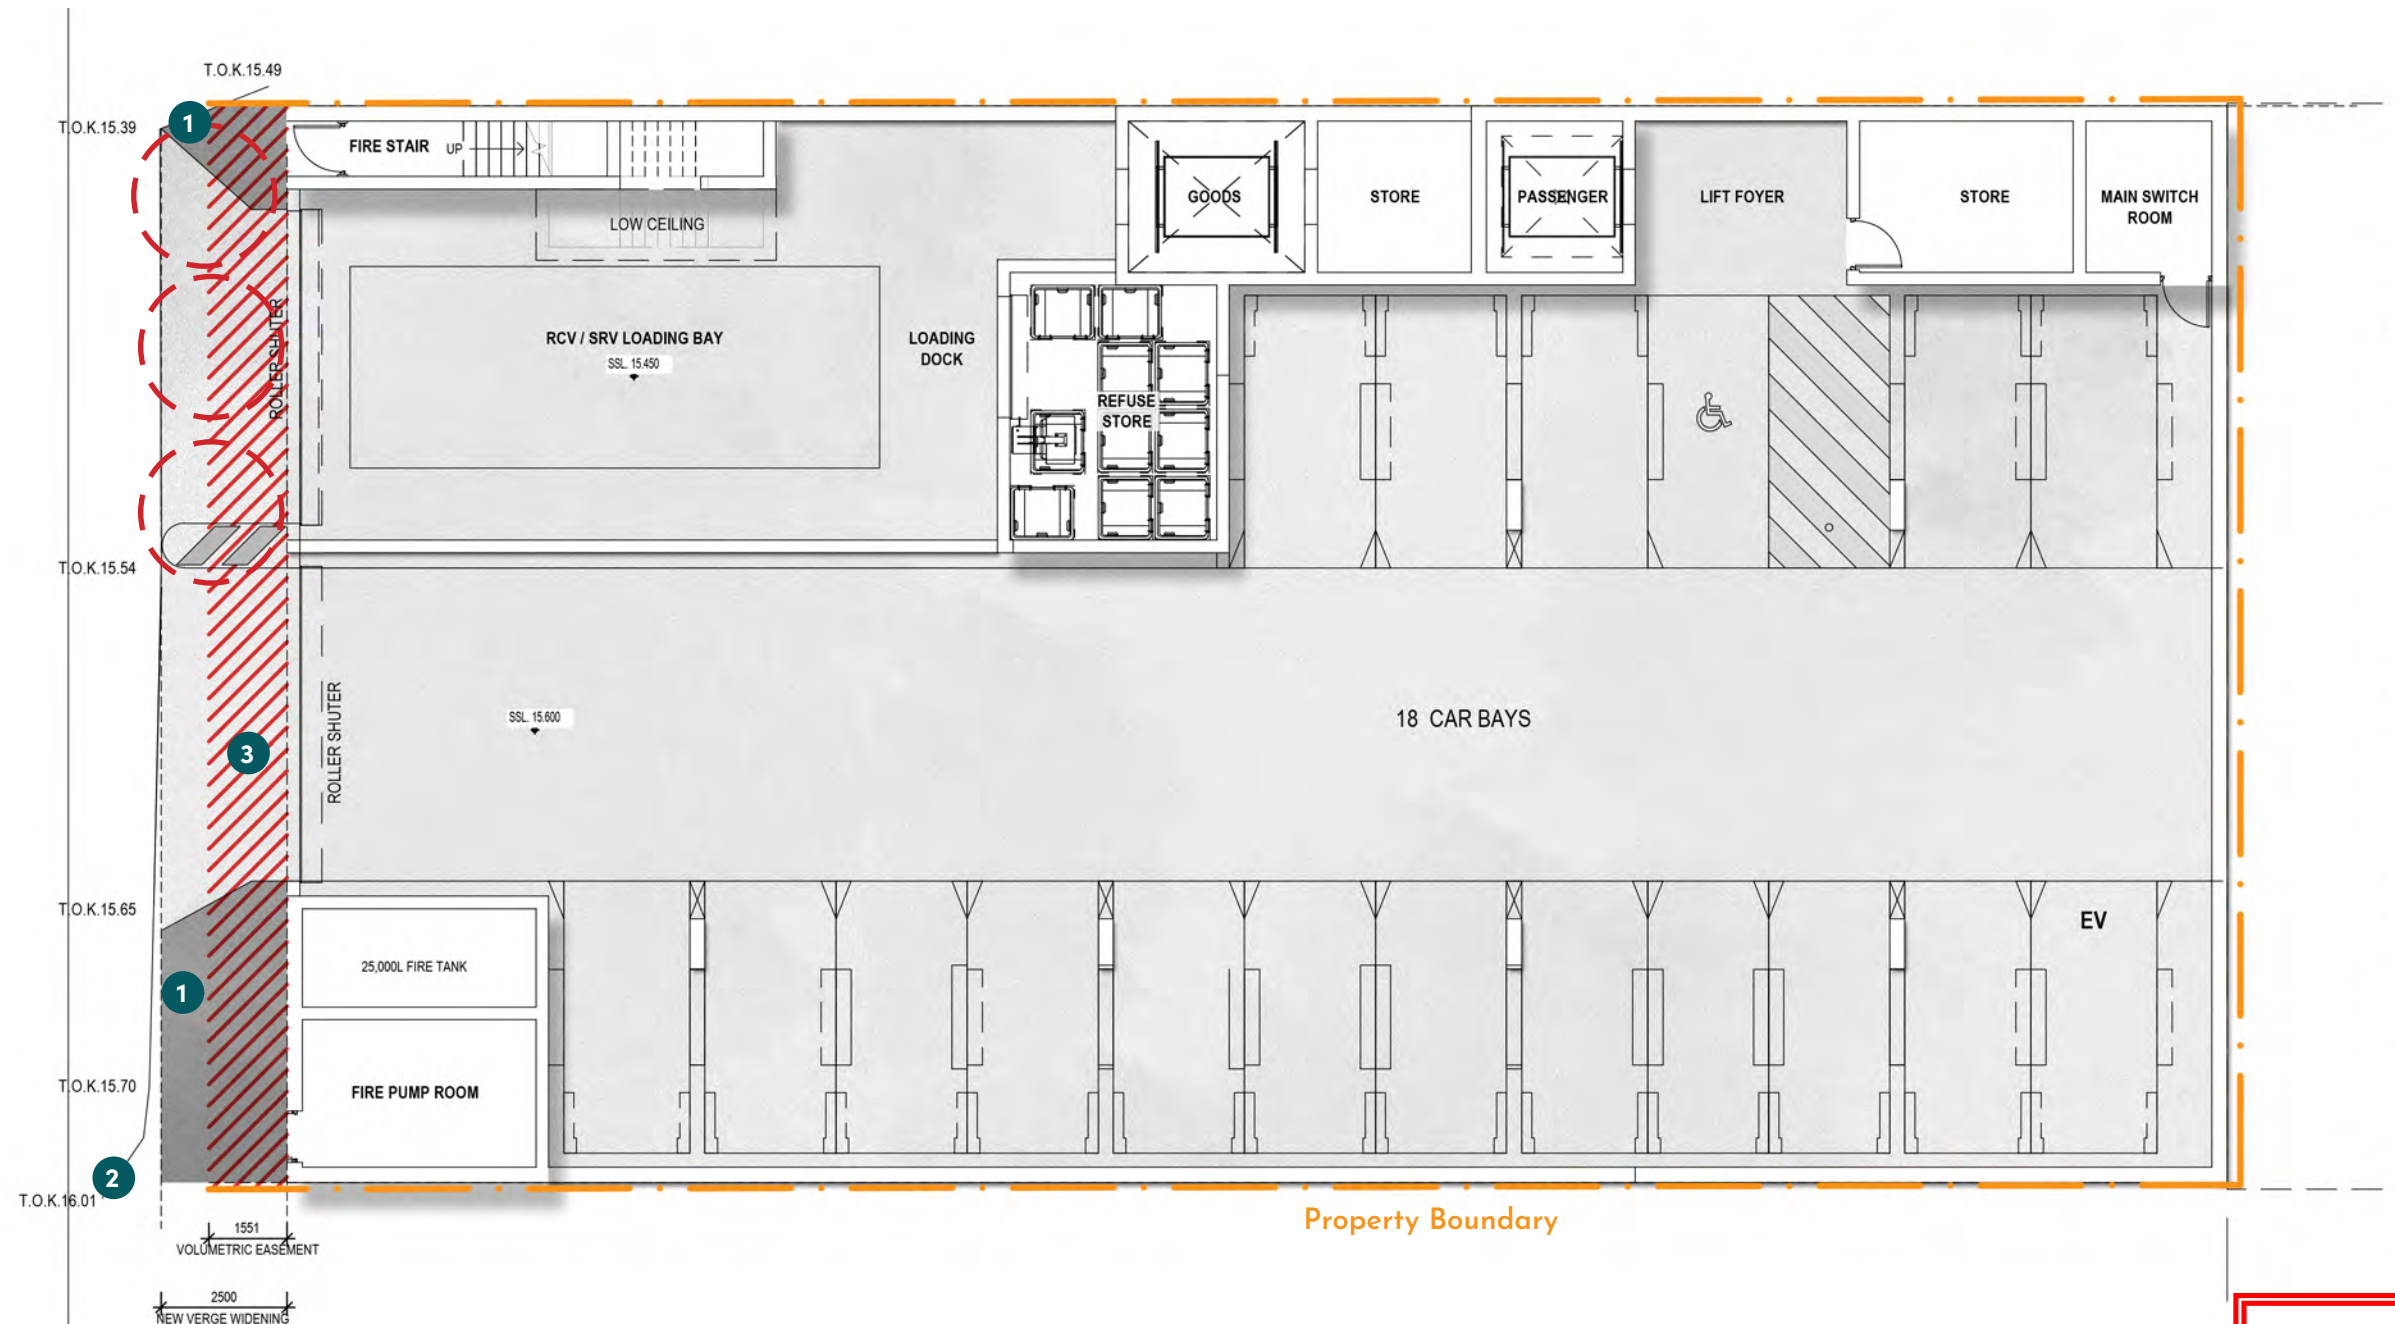 T.O.K.15.49
T.O.K.15.39
1
FIRE STAIR
UP
GOODS
STORE
PASSENGER
LIFT FOYER
STORE
MAIN SWITCH
ROOM
LOW CEILING
ROLLER SHUTER
RCV / SRV LOADING BAY
SSL. 15.450
LOADING
DOCK
REFUSE
STORE
T.O.K.15.54
ROLLER SHUTER
SSL. 15.600
18 CAR BAYS
3
T.O.K.15.65
25,000L FIRE TANK
EV
1
T.O.K.15.70
FIRE PUMP ROOM
2
T.O.K.16.01
1551
VOLUMETRIC EASEMENT
Property Boundary
2500
NEW VERGE WIDENING